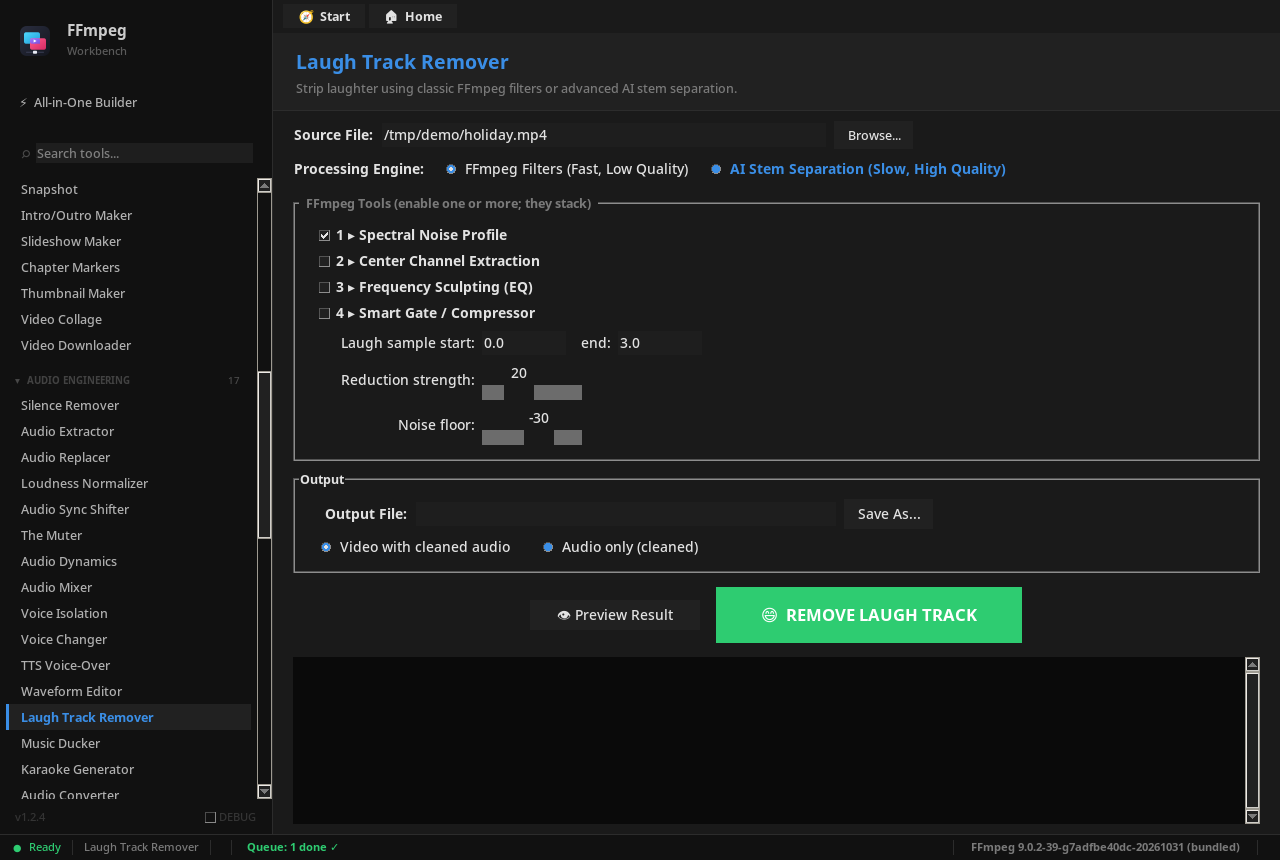 FFmpeg
Workbench
⚡ All-in-One Builder
Search tools...
Snapshot
Intro/Outro Maker
Slideshow Maker
Chapter Markers
Thumbnail Maker
Video Collage
Video Downloader
▾ AUDIO ENGINEERING 17
Silence Remover
Audio Extractor
Audio Replacer
Loudness Normalizer
Audio Sync Shifter
The Muter
Audio Dynamics
Audio Mixer
Voice Isolation
Voice Changer
TTS Voice-Over
Waveform Editor
Laugh Track Remover
Music Ducker
Karaoke Generator
Audio Converter
v1.2.4 DEBUG
🧭 Start 🏠 Home
Laugh Track Remover
Strip laughter using classic FFmpeg filters or advanced AI stem separation.
Source File: /tmp/demo/holiday.mp4 Browse...
Processing Engine: FFmpeg Filters (Fast, Low Quality) AI Stem Separation (Slow, High Quality)
FFmpeg Tools (enable one or more; they stack)
1 ▸ Spectral Noise Profile
2 ▸ Center Channel Extraction
3 ▸ Frequency Sculpting (EQ)
4 ▸ Smart Gate / Compressor
Laugh sample start: 0.0 end: 3.0
Reduction strength: 20
Noise floor: -30
Output
Output File: Save As...
Video with cleaned audio Audio only (cleaned)
👁 Preview Result 😄 REMOVE LAUGH TRACK
● Ready Laugh Track Remover Queue: 1 done ✓ FFmpeg 9.0.2-39-g7adfbe40dc-20261031 (bundled)